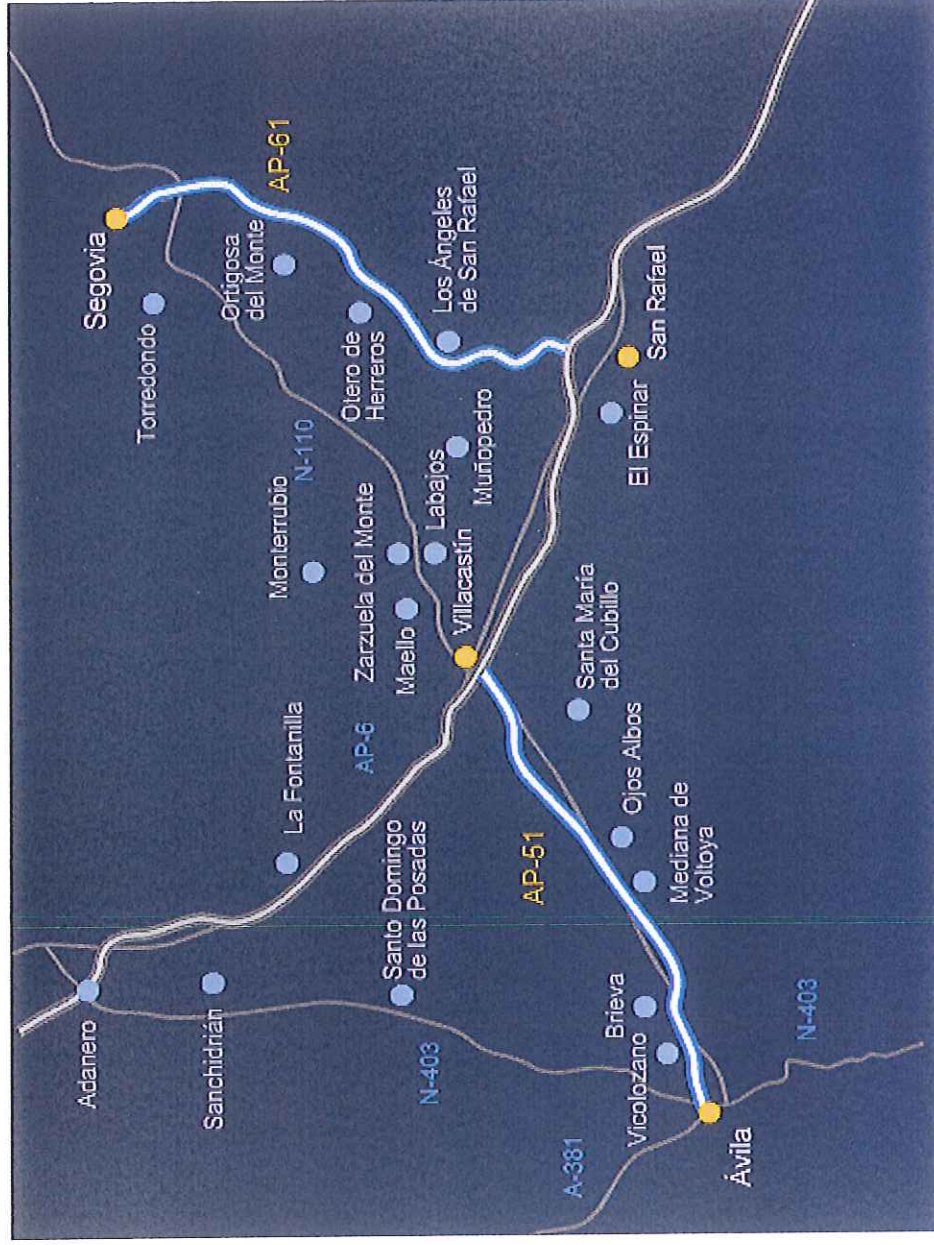 Adanero
Sanchidrián
La Fontanilla
Santo Domingo
de las Posadas
N-403
A-381
AP-6
Monterrubio
Zarzuela del Monte
Maello
Labajos
Villacastín
Muñopedro
N-110
Segovia
Torredondo
Ortigosa
del Monte
AP-61
Otero de
Herreros
Los Ángeles
de San Rafael
San Rafael
El Espinar
Santa María
del Cubillo
AP-51
Ojos Albos
Mediana de
Voltoya
Brieva
Vicolozano
Ávila
N-403